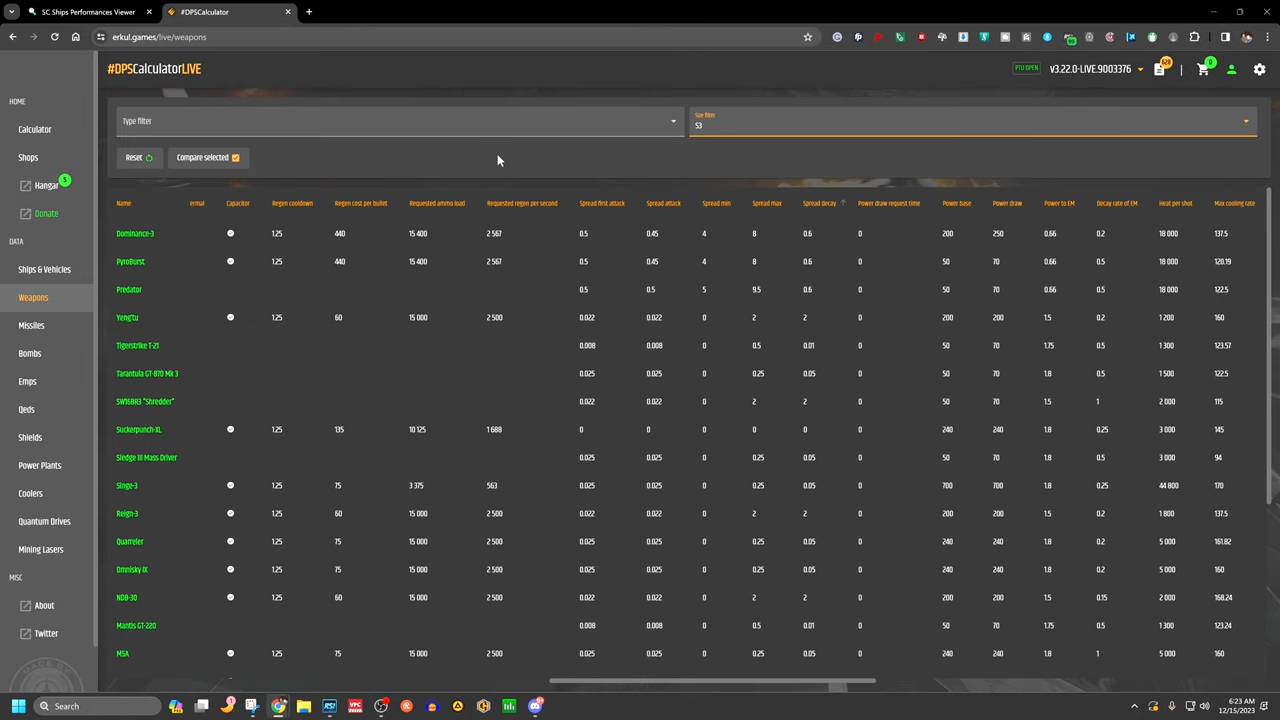 SC Ships Performances Viewer
#DPSCalculator
erkul.games/live/weapons
#DPSCalculatorLIVE
PTU OPEN
v3.22.0-LIVE.9003376
628
0
HOME
Calculator
Shops
Hangar
5
Donate
DATA
Ships & Vehicles
Weapons
Missiles
Bombs
Emps
Qeds
Shields
Power Plants
Coolers
Quantum Drives
Mining Lasers
MISC
About
Twitter
MADE BY
Type filter
Size filter
S3
Reset
Compare selected
Name ermal Capacitor Regen cooldown Regen cost per bullet Requested ammo load Requested regen per second Spread first attack Spread attack Spread min Spread max Spread decay Power draw request time Power base Power draw Power to EM Decay rate of EM Heat per shot Max cooling rate
Dominance-3 1.25 440 15 400 2 567 0.5 0.45 4 8 0.6 0 200 250 0.66 0.2 18 000 137.5
PyroBurst 1.25 440 15 400 2 567 0.5 0.45 4 8 0.6 0 50 70 0.66 0.5 18 000 120.19
Predator 0.5 0.5 5 9.5 0.6 0 50 70 0.66 0.5 18 000 122.5
Yeng'tu 1.25 60 15 000 2 500 0.022 0.022 0 2 2 0 200 200 1.5 0.2 1 200 160
Tigerstrike T-21 0.008 0.008 0 0.5 0.01 0 50 70 1.75 0.5 1 300 123.57
Tarantula GT-870 Mk 3 0.025 0.025 0 0.25 0.05 0 50 70 1.8 0.5 1 500 122.5
SW16BR3 "Shredder" 0.022 0.022 0 2 2 0 50 70 1.5 1 2 000 115
Suckerpunch-XL 1.25 135 10 125 1 688 0 0 0 0 0 0 240 240 1.8 0.25 3 000 145
Sledge III Mass Driver 0.025 0.025 0 0.25 0.05 0 50 70 1.8 0.5 3 000 94
Singe-3 1.25 75 3 375 563 0.025 0.025 0 0.25 0.05 0 700 700 1.8 0.25 44 800 170
Reign-3 1.25 60 15 000 2 500 0.022 0.022 0 2 2 0 200 200 1.5 0.2 1 800 137.5
Quarreler 1.25 75 15 000 2 500 0.025 0.025 0 0.25 0.05 0 240 240 1.8 0.5 5 000 161.82
Omnisky IX 1.25 75 15 000 2 500 0.025 0.025 0 0.25 0.05 0 240 240 1.8 0.5 5 000 160
NDB-30 1.25 60 15 000 2 500 0.022 0.022 0 2 2 0 200 200 1.5 0.15 2 000 168.24
Mantis GT-220 0.008 0.008 0 0.5 0.01 0 50 70 1.75 0.5 1 300 123.24
M5A 1.25 75 15 000 2 500 0.025 0.025 0 0.25 0.05 0 240 240 1.8 1 5 000 160
Search
RSI
VPC
6:23 AM
12/15/2023